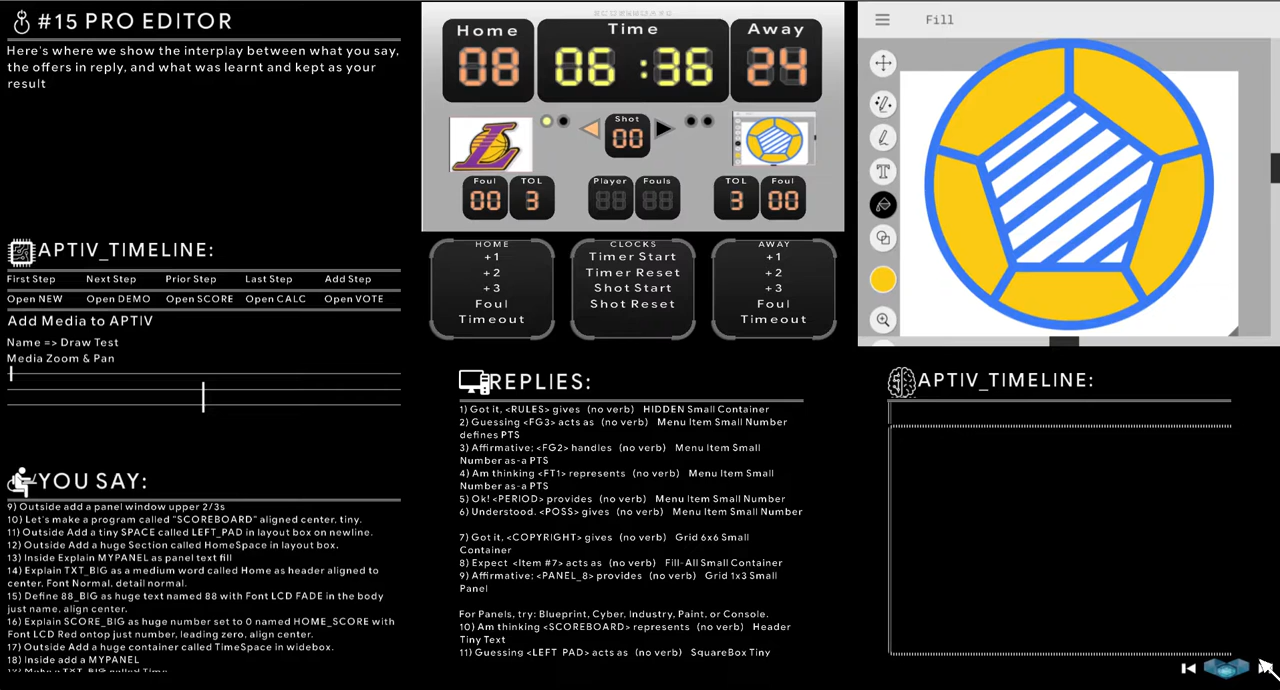 #15 PRO EDITOR
Here's where we show the interplay between what you say,
the offers in reply, and what was learnt and kept as your
result
APTIV_TIMELINE:
First Step Next Step Prior Step Last Step Add Step
Open NEW Open DEMO Open SCORE Open CALC Open VOTE
Add Media to APTIV
Name => Draw Test
Media Zoom & Pan
YOU SAY:
9) Outside add a panel window upper 2/3s
10) Let's make a program called "SCOREBOARD" aligned center, tiny.
11) Outside Add a tiny SPACE called LEFT_PAD in layout box on newline.
12) Outside Add a huge Section called HomeSpace in layout box.
13) Inside Explain MYPANEL as panel text fill
14) Explain TXT_BIG as a medium word called Home as header aligned to
center, Font Normal, detail normal.
15) Define 88_BIG as huge text named 88 with Font LCD FADE in the body
just name, align center.
16) Explain SCORE_BIG as huge number set to 0 named HOME_SCORE with
Font LCD Red ontop just number, leading zero, align center.
17) Outside Add a huge container called TimeSpace in widebox.
18) Inside add a MYPANEL
SCOREBOARD
Home Time Away
08 06 :36 24
Shot
00
Foul TOL Player Fouls TOL Foul
00 3 88 88 3 00
HOME CLOCKS AWAY
+1 Timer Start +1
+2 Timer Reset +2
+3 Shot Start +3
Foul Shot Reset Foul
Timeout Timeout
REPLIES:
1) Got it, <RULES> gives (no verb) HIDDEN Small Container
2) Guessing <FG3> acts as (no verb) Menu Item Small Number
defines PTS
3) Affirmative; <FG2> handles (no verb) Menu Item Small
Number as-a PTS
4) Am thinking <FT1> represents (no verb) Menu Item Small
Number as-a PTS
5) Ok! <PERIOD> provides (no verb) Menu Item Small Number
6) Understood. <POSS> gives (no verb) Menu Item Small Number
7) Got it, <COPYRIGHT> gives (no verb) Grid 6x6 Small
Container
8) Expect <Item #7> acts as (no verb) Fill-All Small Container
9) Affirmative; <PANEL_8> provides (no verb) Grid 1x3 Small
Panel
For Panels, try: Blueprint, Cyber, Industry, Paint, or Console.
10) Am thinking <SCOREBOARD> represents (no verb) Header
Tiny Text
11) Guessing <LEFT_PAD> acts as (no verb) SquareBox Tiny
Fill
T
APTIV_TIMELINE: